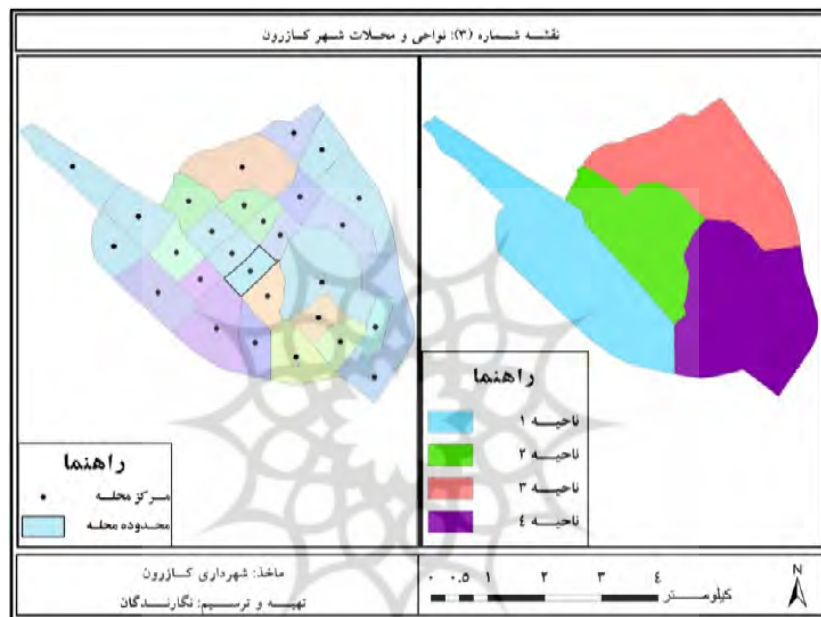 نقشه شماره (۳): نواحی و محلات شهر کازرون
راهنما
ناحیه ۱
ناحیه ۲
ناحیه ۳
ناحیه ٤
راهنما
مرکز محله
محدوده محله
N
۰ ۰.۵ ۱ ۲ ۳ ٤
کیلومتر
ماخذ: شهرداری کازرون
تهیه و ترسیم: نگارندگان